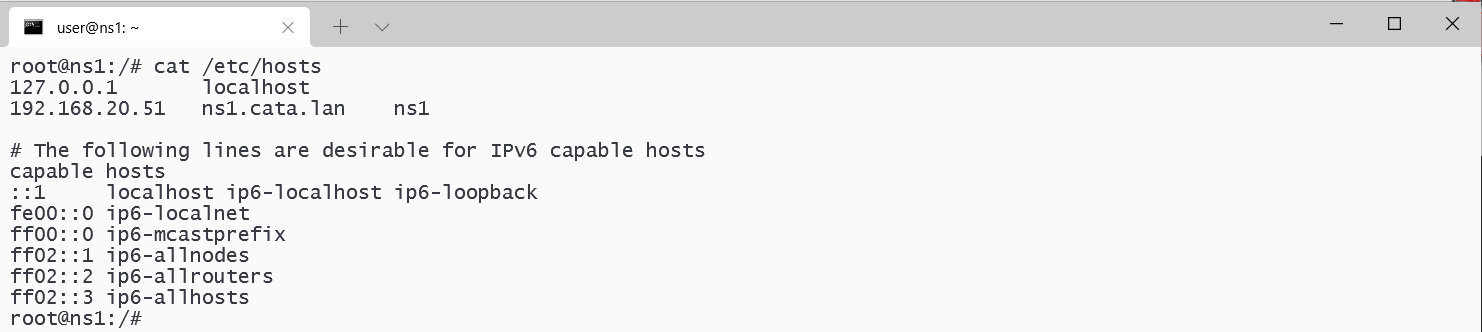 user@ns1: ~
root@ns1:/# cat /etc/hosts
127.0.0.1       localhost
192.168.20.51   ns1.cata.lan    ns1
# The following lines are desirable for IPv6 capable hosts
capable hosts
::1     localhost ip6-localhost ip6-loopback
fe00::0 ip6-localnet
ff00::0 ip6-mcastprefix
ff02::1 ip6-allnodes
ff02::2 ip6-allrouters
ff02::3 ip6-allhosts
root@ns1:/#